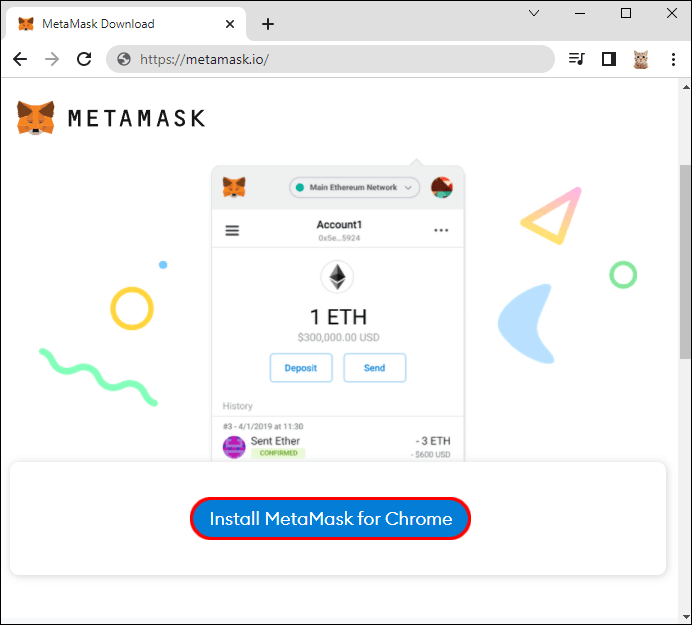 MetaMask Download
https://metamask.io/
METAMASK
Main Ethereum Network
Account1
0x5e...5924
1 ETH
$300,000.00 USD
Deposit
Send
History
#3 - 4/1/2019 at 11:30
Sent Ether
- 3 ETH
CONFIRMED
- $600 USD
Install MetaMask for Chrome